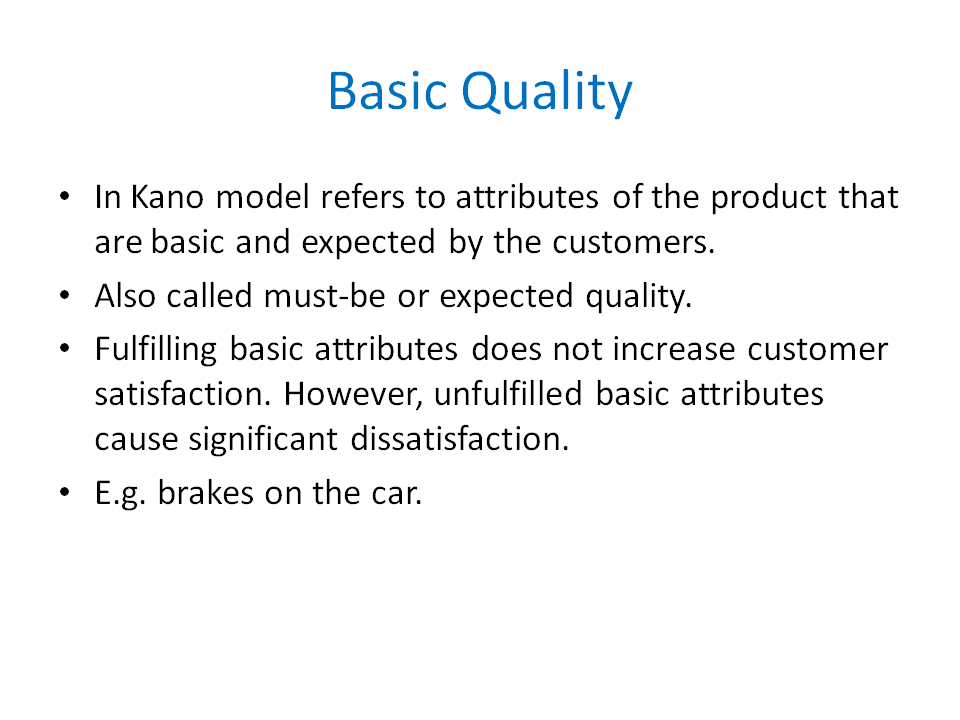 Basic Quality
• In Kano model refers to attributes of the product that
are basic and expected by the customers.
• Also called must-be or expected quality.
• Fulfilling basic attributes does not increase customer
satisfaction. However, unfulfilled basic attributes
cause significant dissatisfaction.
• E.g. brakes on the car.